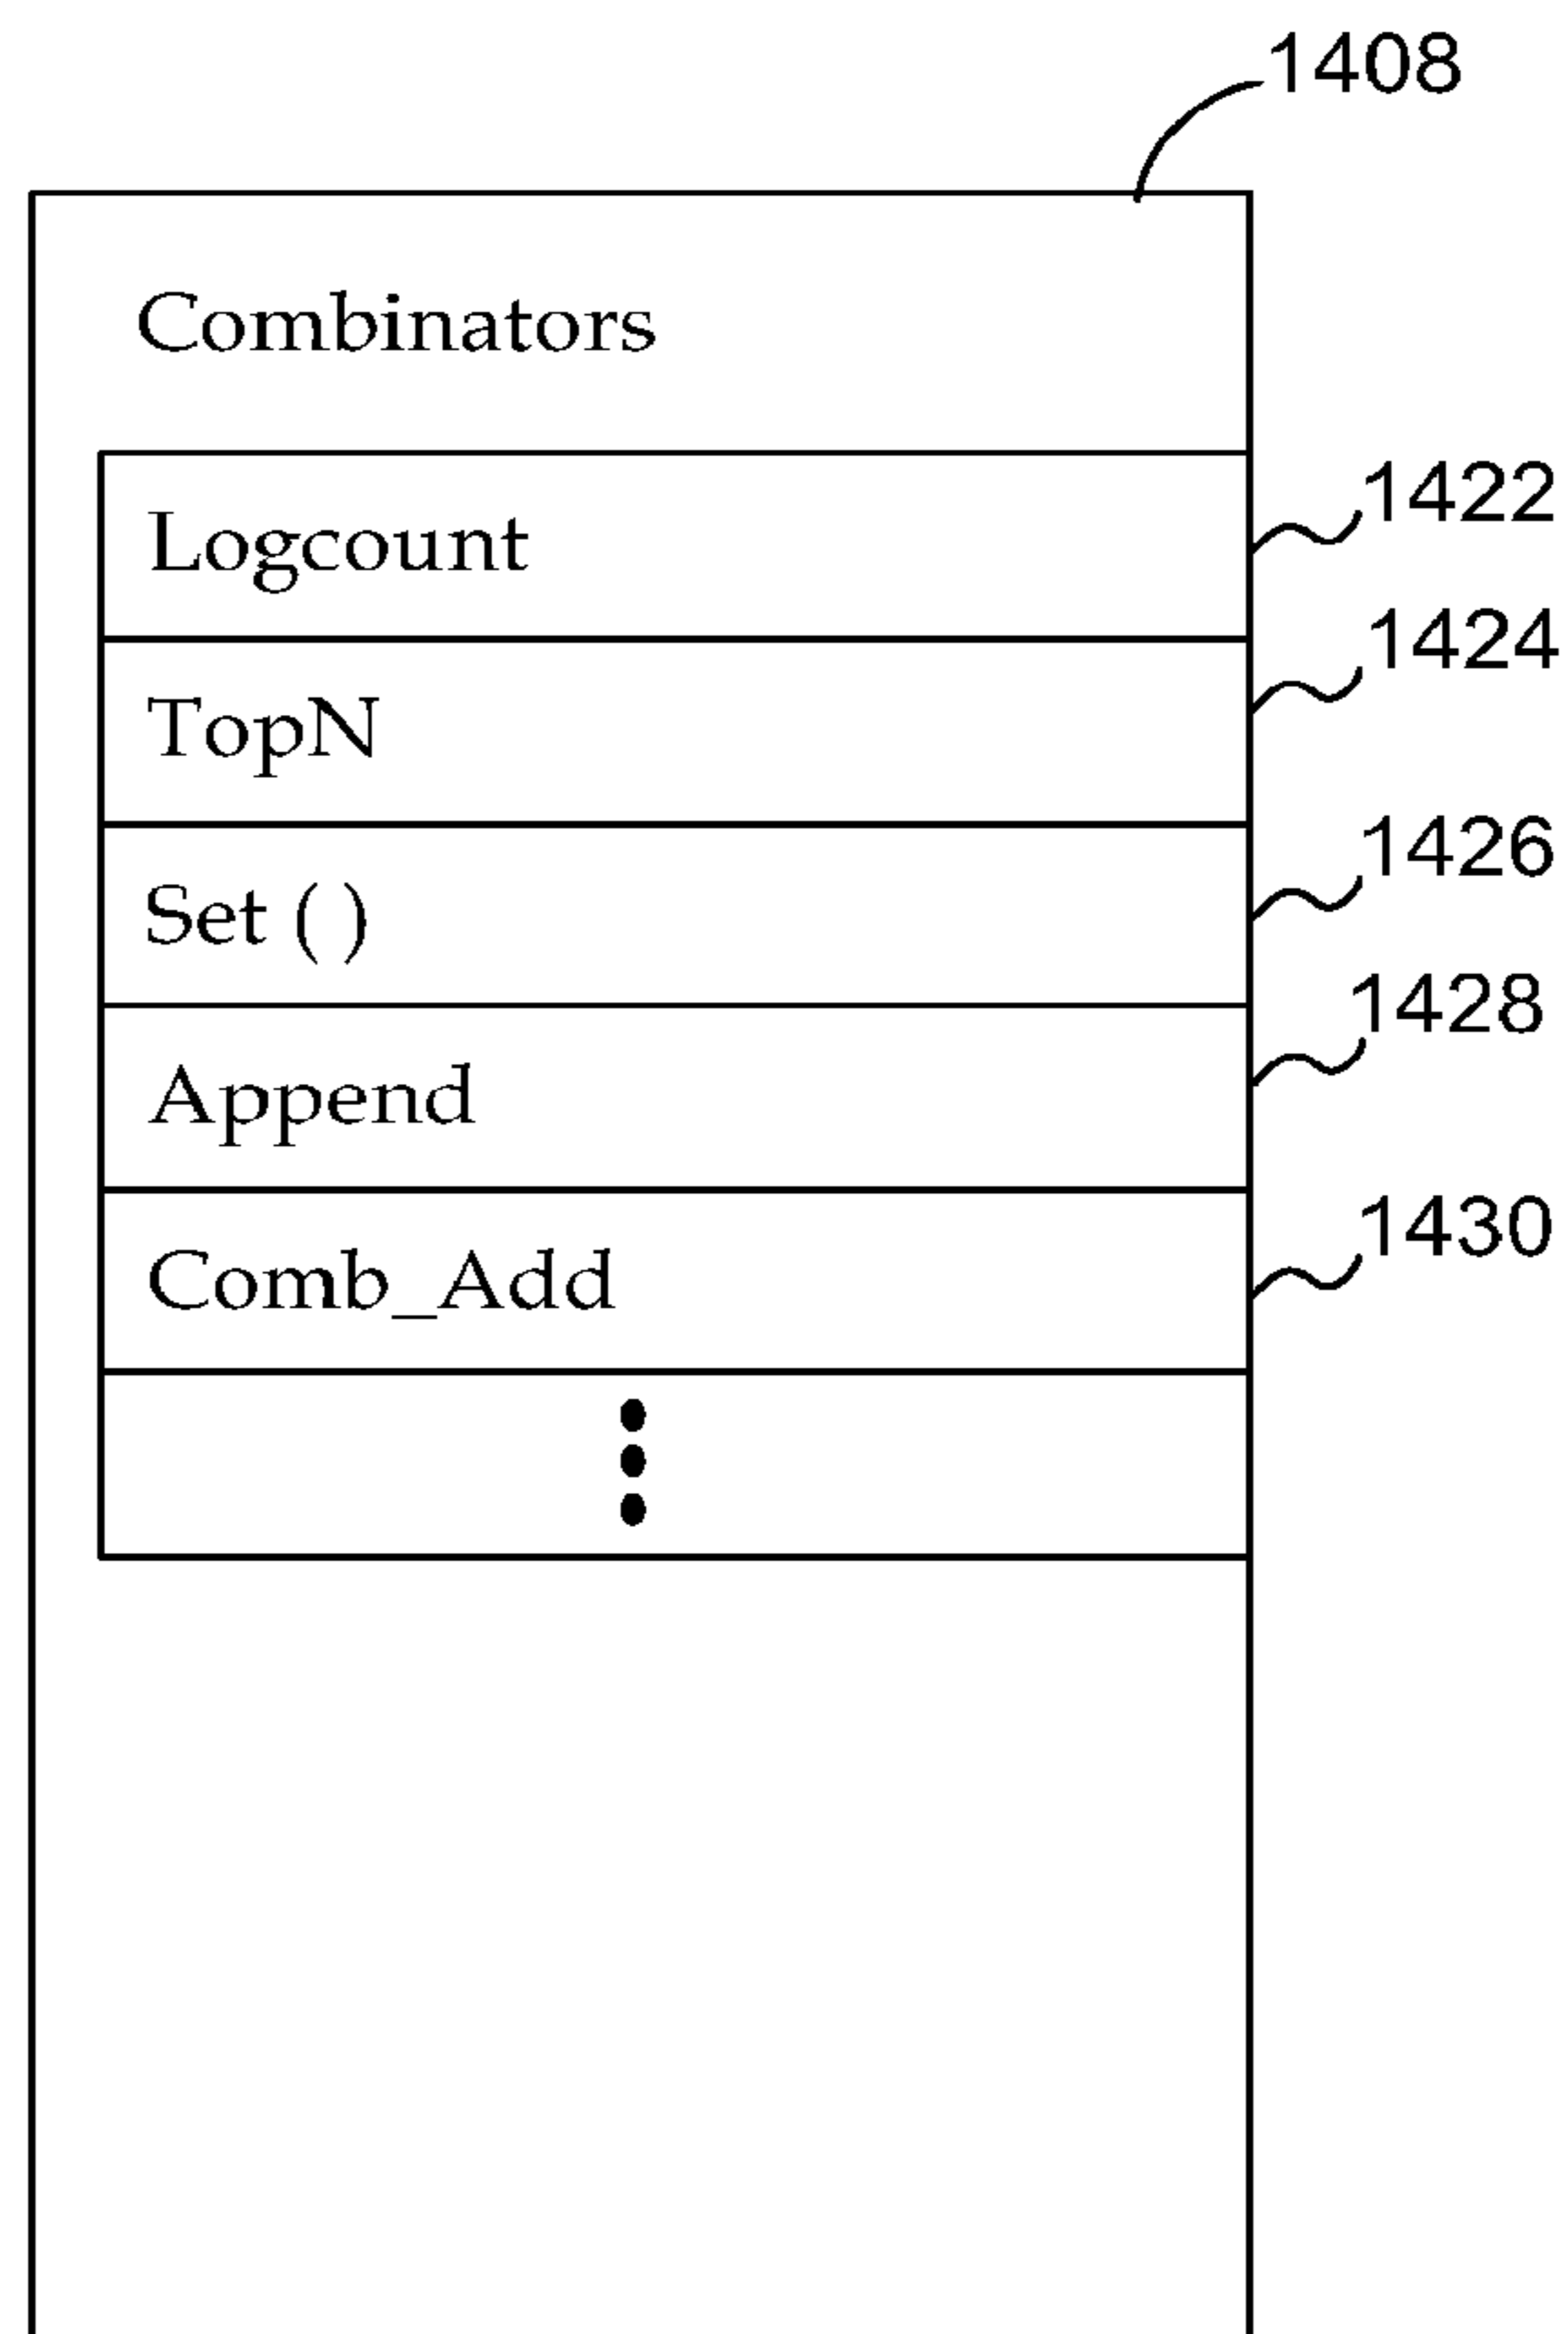 1408
Combinators
Logcount
1422
TopN
1424
Set ( )
1426
Append
1428
Comb_Add
1430